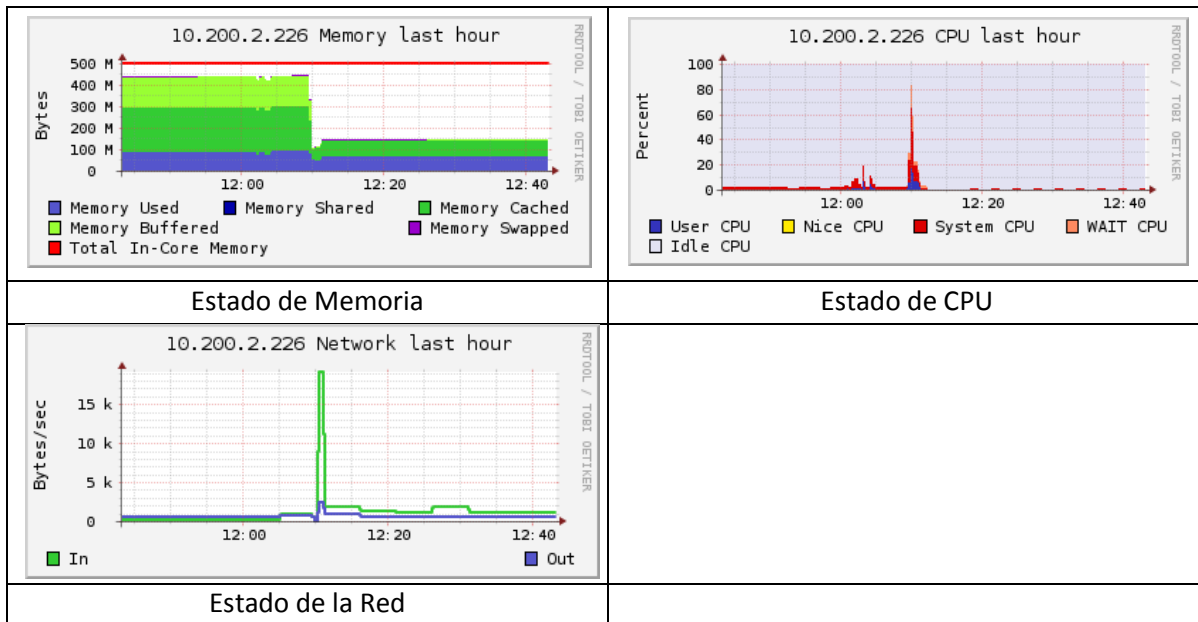 10.200.2.226 Memory last hour
RRDTOOL / TOBI OETIKER
Bytes
500 M
400 M
300 M
200 M
100 M
0
12:00 12:20 12:40
Memory Used Memory Shared Memory Cached
Memory Buffered Memory Swapped
Total In-Core Memory
Estado de Memoria
10.200.2.226 CPU last hour
RRDTOOL / TOBI OETIKER
Percent
100
80
60
40
20
0
12:00 12:20 12:40
User CPU Nice CPU System CPU WAIT CPU
Idle CPU
Estado de CPU
10.200.2.226 Network last hour
RRDTOOL / TOBI OETIKER
Bytes/sec
15 k
10 k
5 k
0
12:00 12:20 12:40
In Out
Estado de la Red